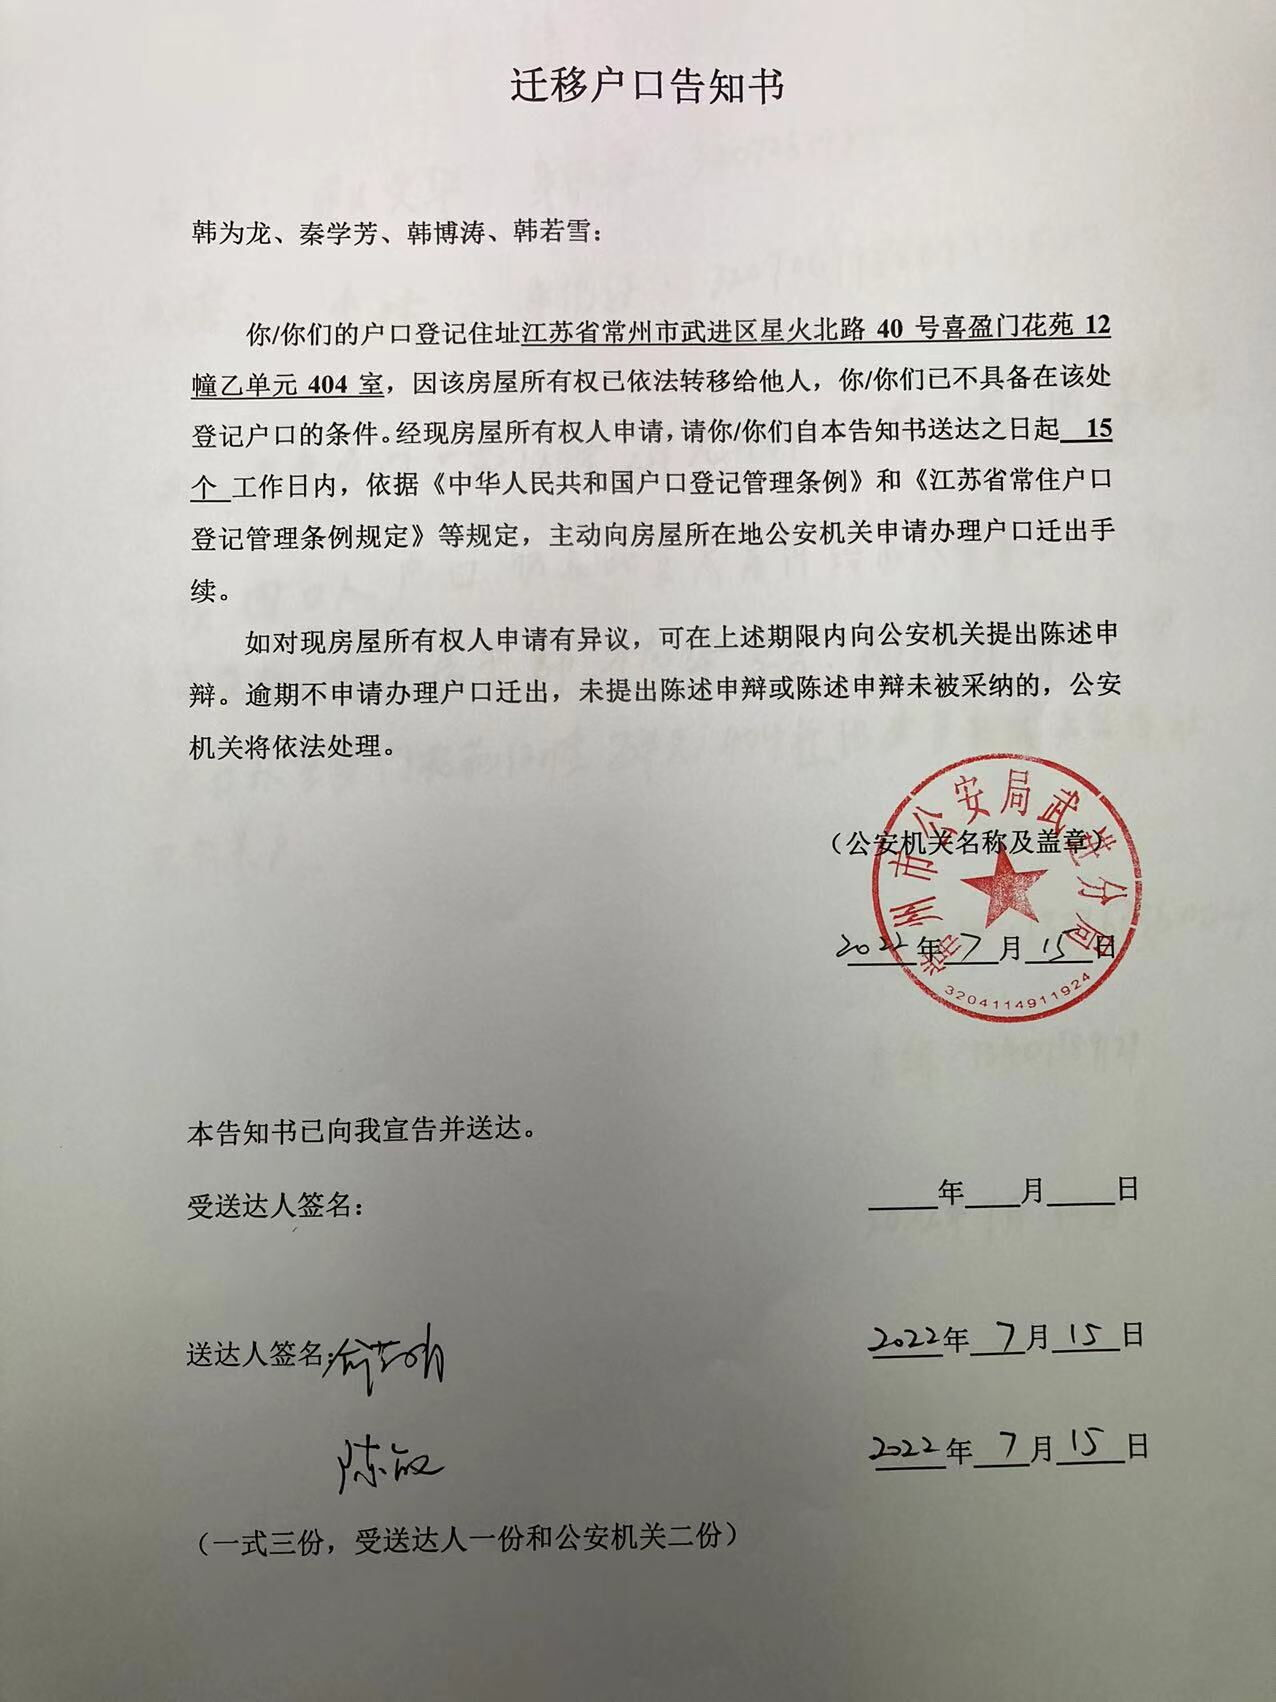 迁移户口告知书
韩为龙、秦学芳、韩博涛、韩若雪：
你/你们的户口登记住址江苏省常州市武进区星火北路 40 号喜盈门花苑 12
幢乙单元 404 室，因该房屋所有权已依法转移给他人，你/你们已不具备在该处
登记户口的条件。经现房屋所有权人申请，请你/你们自本告知书送达之日起 15
个 工作日内，依据《中华人民共和国户口登记管理条例》和《江苏省常住户口
登记管理条例规定》等规定，主动向房屋所在地公安机关申请办理户口迁出手
续。
如对现房屋所有权人申请有异议，可在上述期限内向公安机关提出陈述申
辩。逾期不申请办理户口迁出，未提出陈述申辩或陈述申辩未被采纳的，公安
机关将依法处理。
常州市公安局武进分局
（公安机关名称及盖章）
2022 年 7 月 15 日
3204114911924
本告知书已向我宣告并送达。
受送达人签名： 年 月 日
送达人签名： 2022 年 7 月 15 日
陈 2022 年 7 月 15 日
（一式三份，受送达人一份和公安机关二份）